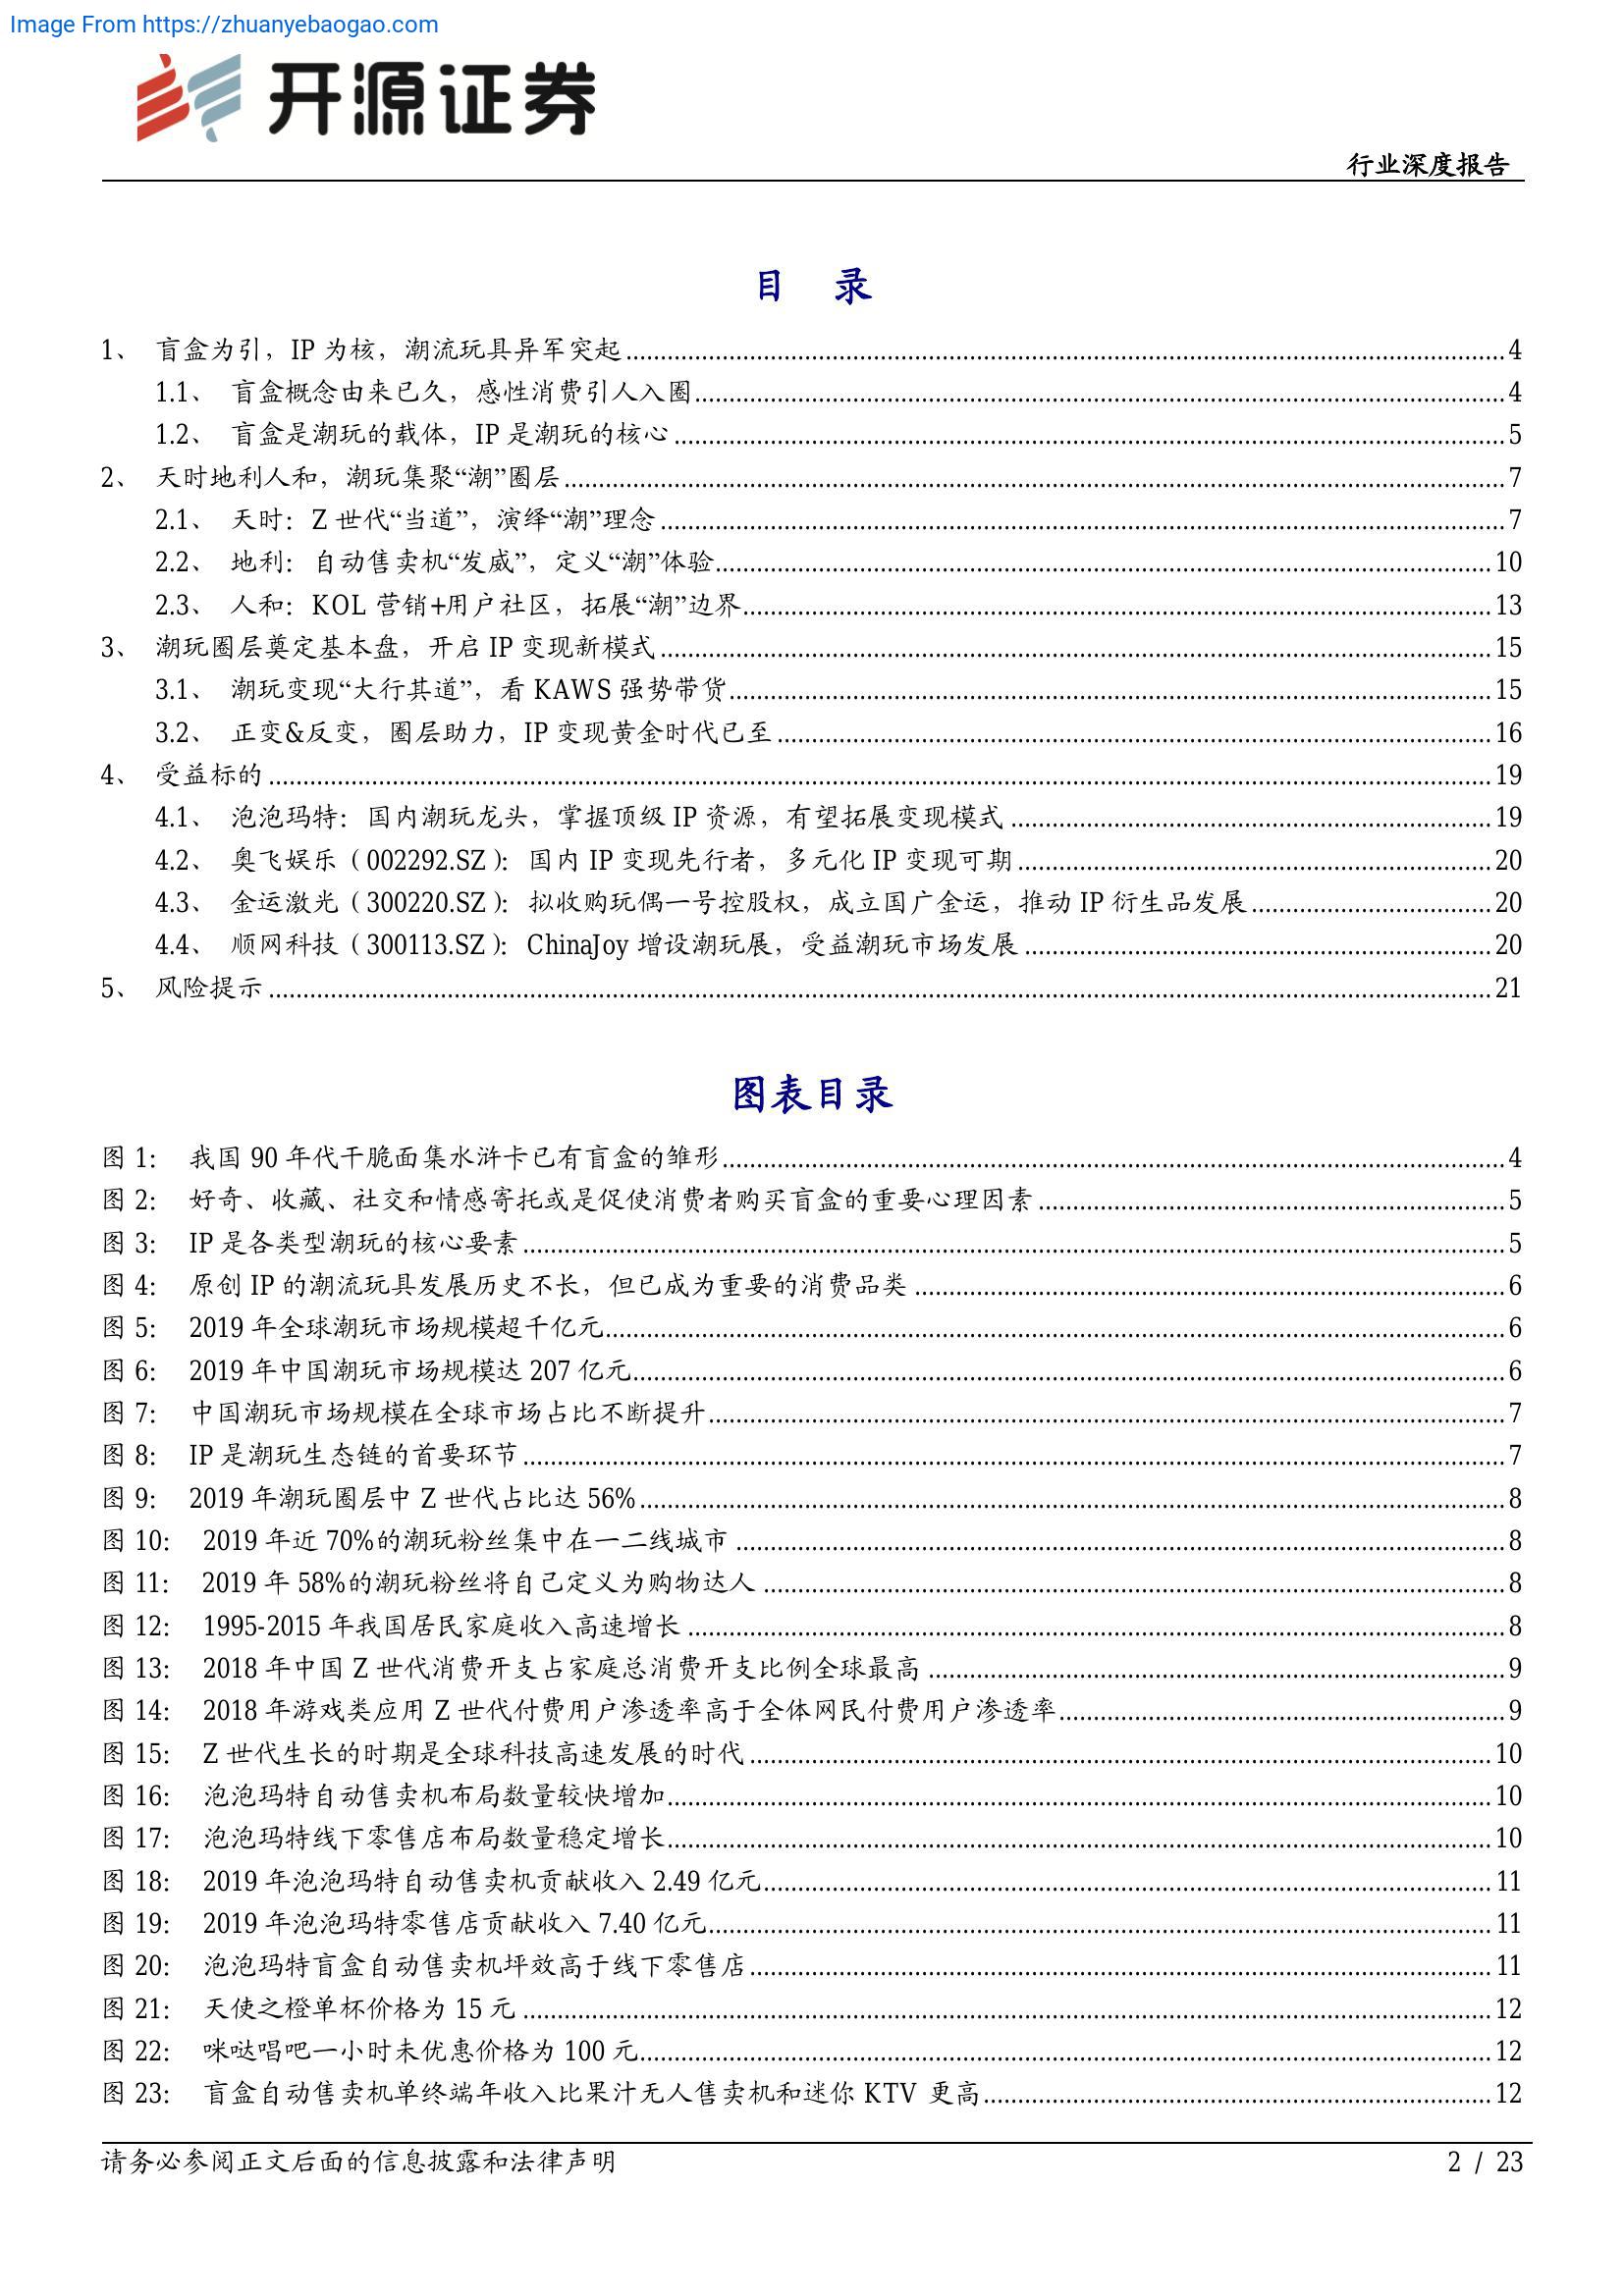 Image From https://zhuanyebaogao.com
开源证券
行业深度报告
目 录
1、 盲盒为引，IP 为核，潮流玩具异军突起 4
1.1、 盲盒概念由来已久，感性消费引人入圈 4
1.2、 盲盒是潮玩的载体，IP 是潮玩的核心 5
2、 天时地利人和，潮玩集聚“潮”圈层 7
2.1、 天时：Z 世代“当道”，演绎“潮”理念 7
2.2、 地利：自动售卖机“发威”，定义“潮”体验 10
2.3、 人和：KOL 营销+用户社区，拓展“潮”边界 13
3、 潮玩圈层奠定基本盘，开启 IP 变现新模式 15
3.1、 潮玩变现“大行其道”，看 KAWS 强势带货 15
3.2、 正变&反变，圈层助力，IP 变现黄金时代已至 16
4、 受益标的 19
4.1、 泡泡玛特：国内潮玩龙头，掌握顶级 IP 资源，有望拓展变现模式 19
4.2、 奥飞娱乐（002292.SZ）：国内 IP 变现先行者，多元化 IP 变现可期 20
4.3、 金运激光（300220.SZ）：拟收购玩偶一号控股权，成立国广金运，推动 IP 衍生品发展 20
4.4、 顺网科技（300113.SZ）：ChinaJoy 增设潮玩展，受益潮玩市场发展 20
5、 风险提示 21
图表目录
图 1： 我国 90 年代干脆面集水浒卡已有盲盒的雏形 4
图 2： 好奇、收藏、社交和情感寄托或是促使消费者购买盲盒的重要心理因素 5
图 3： IP 是各类型潮玩的核心要素 5
图 4： 原创 IP 的潮流玩具发展历史不长，但已成为重要的消费品类 6
图 5： 2019 年全球潮玩市场规模超千亿元 6
图 6： 2019 年中国潮玩市场规模达 207 亿元 6
图 7： 中国潮玩市场规模在全球市场占比不断提升 7
图 8： IP 是潮玩生态链的首要环节 7
图 9： 2019 年潮玩圈层中 Z 世代占比达 56% 8
图 10： 2019 年近 70%的潮玩粉丝集中在一二线城市 8
图 11： 2019 年 58%的潮玩粉丝将自己定义为购物达人 8
图 12： 1995-2015 年我国居民家庭收入高速增长 8
图 13： 2018 年中国 Z 世代消费开支占家庭总消费开支比例全球最高 9
图 14： 2018 年游戏类应用 Z 世代付费用户渗透率高于全体网民付费用户渗透率 9
图 15： Z 世代生长的时期是全球科技高速发展的时代 10
图 16： 泡泡玛特自动售卖机布局数量较快增加 10
图 17： 泡泡玛特线下零售店布局数量稳定增长 10
图 18： 2019 年泡泡玛特自动售卖机贡献收入 2.49 亿元 11
图 19： 2019 年泡泡玛特零售店贡献收入 7.40 亿元 11
图 20： 泡泡玛特盲盒自动售卖机坪效高于线下零售店 11
图 21： 天使之橙单杯价格为 15 元 12
图 22： 咪哒唱吧一小时未优惠价格为 100 元 12
图 23： 盲盒自动售卖机单终端年收入比果汁无人售卖机和迷你 KTV 更高 12
请务必参阅正文后面的信息披露和法律声明 2 / 23